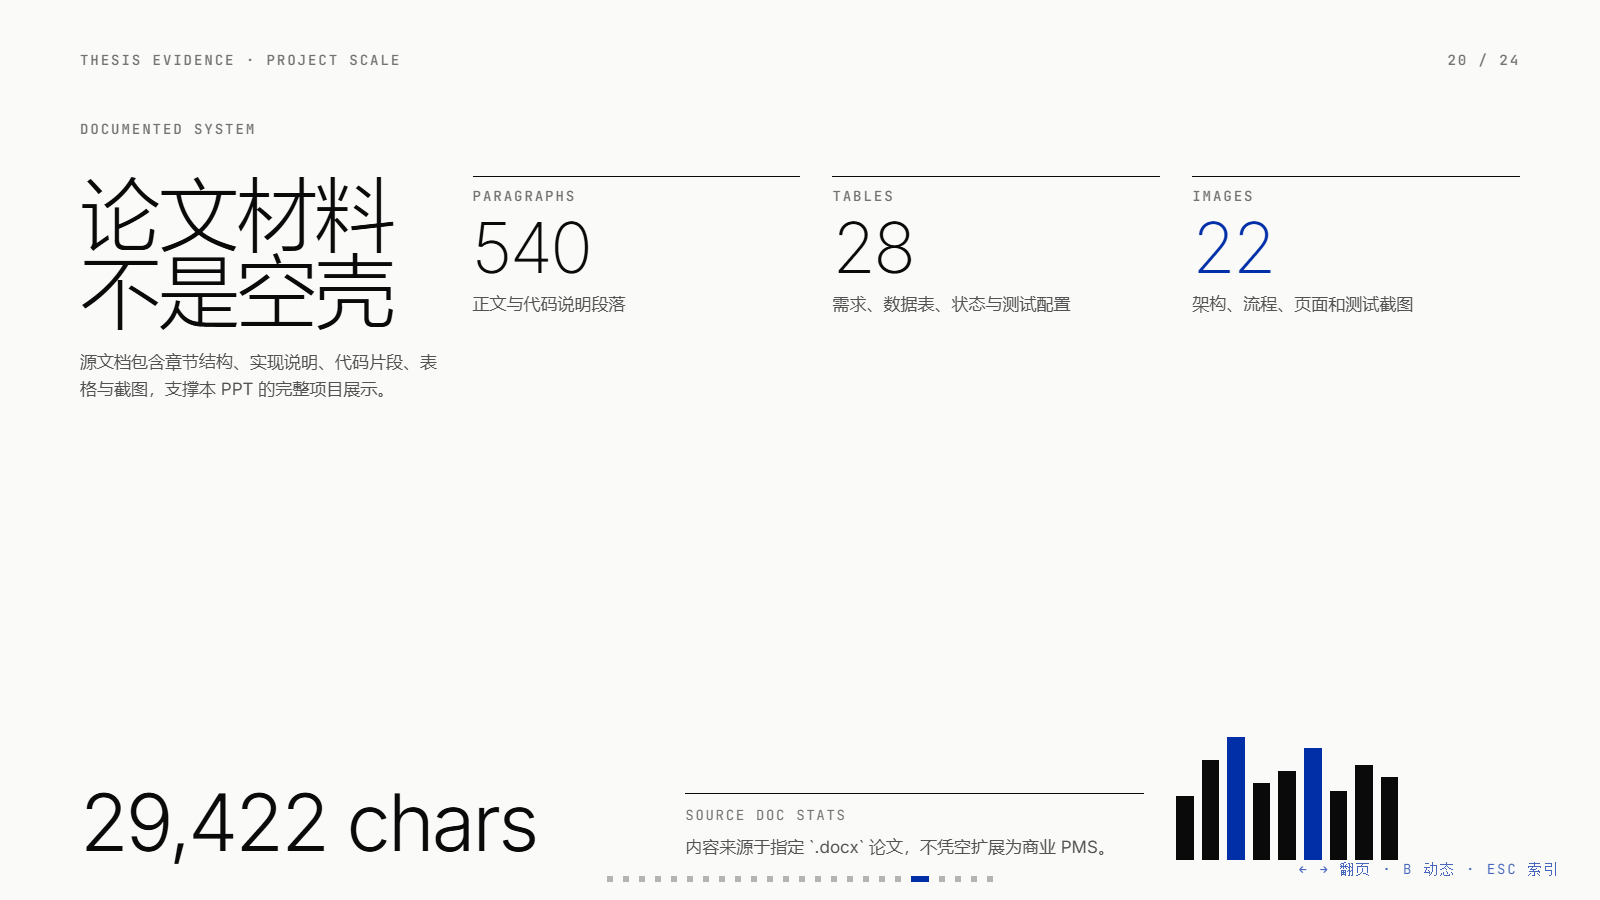 THESIS EVIDENCE · PROJECT SCALE
20 / 24
DOCUMENTED SYSTEM
论文材料
不是空壳
源文档包含章节结构、实现说明、代码片段、表
格与截图，支撑本 PPT 的完整项目展示。
PARAGRAPHS
540
正文与代码说明段落
TABLES
28
需求、数据表、状态与测试配置
IMAGES
22
架构、流程、页面和测试截图
29,422 chars
SOURCE DOC STATS
内容来源于指定 `.docx` 论文，不凭空扩展为商业 PMS。
← → 翻页 · B 动态 · ESC 索引